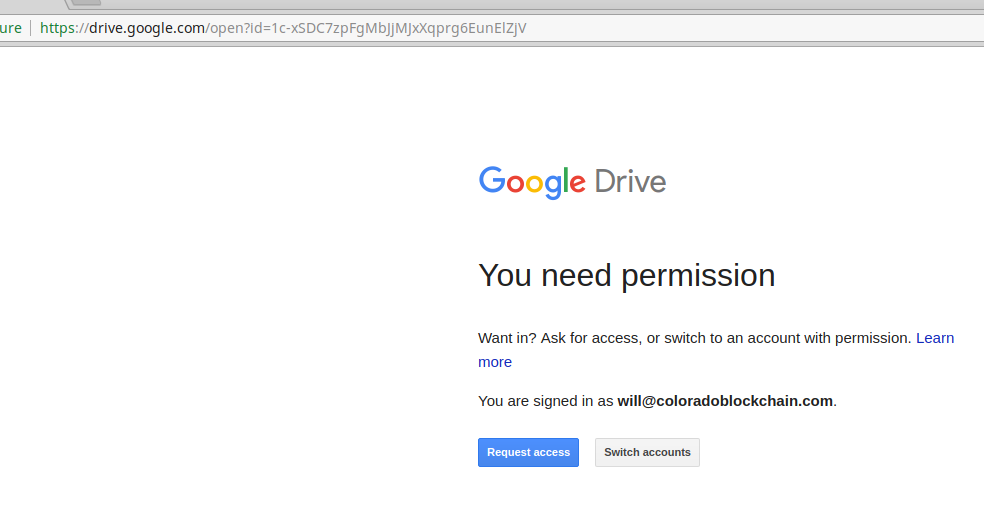 ure | https://drive.google.com/open?id=1c-xSDC7zpFgMbJjMJxXqprg6EunElZjV
Google Drive
You need permission
Want in? Ask for access, or switch to an account with permission. Learn
more
You are signed in as will@coloradoblockchain.com.
Request access Switch accounts